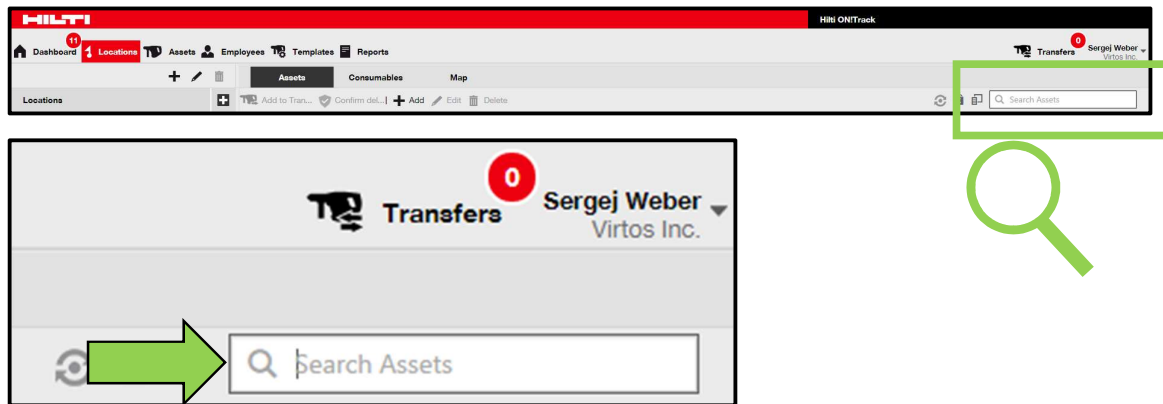 HILTI
Hilti ON!Track
11
0
Dashboard Locations Assets Employees Templates Reports
Transfers
Sergej Weber
Virtos Inc.
Assets Consumables Map
Locations
Add to Tran... Confirm del...| Add Edit Delete
Search Assets
0
Transfers
Sergej Weber
Virtos Inc.
Search Assets